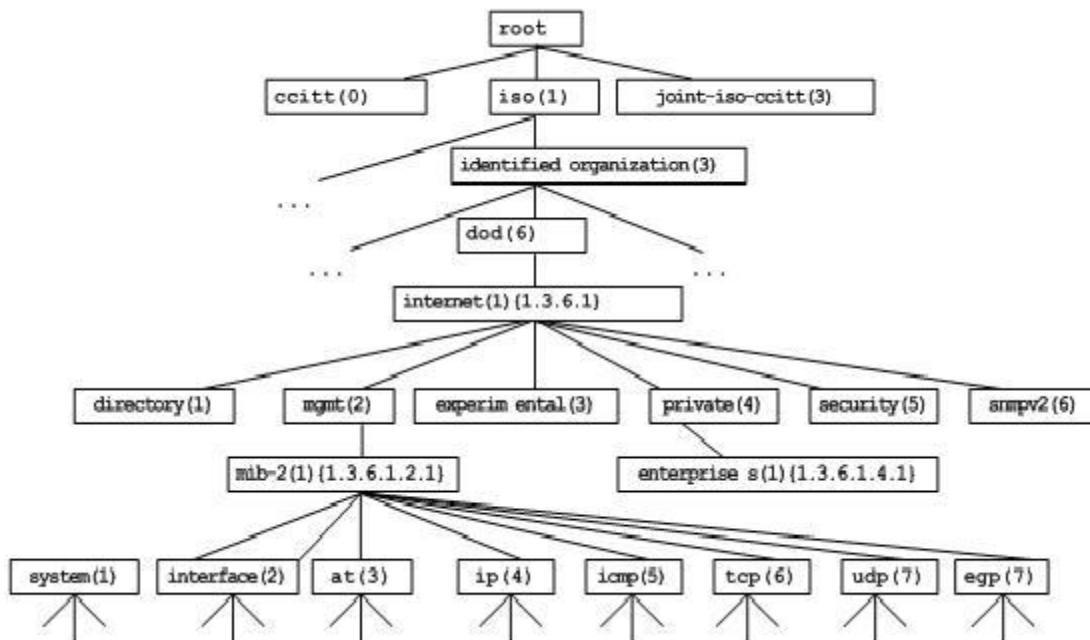 root
ccitt(0)
iso(1)
joint-iso-ccitt(3)
identified organization(3)
...
dod(6)
...
...
internet(1){1.3.6.1}
directory(1)
mgmt(2)
experim ental(3)
private(4)
security(5)
snmpv2(6)
mib-2(1){1.3.6.1.2.1}
enterprise s(1){1.3.6.1.4.1}
system(1)
interface(2)
at(3)
ip(4)
icmp(5)
tcp(6)
udp(7)
egp(7)